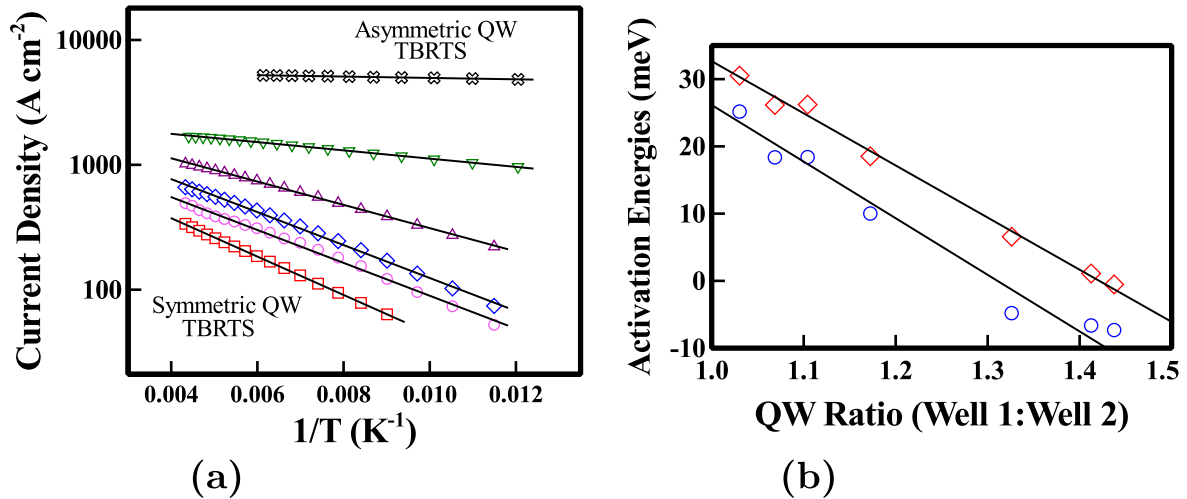 Asymmetric QW
TBRTS
10000
1000
100
Current Density (A cm⁻²)
Symmetric QW
TBRTS
0.004 0.006 0.008 0.010 0.012
1/T (K⁻¹)
(a)
30
20
10
0
-10
Activation Energies (meV)
1.0 1.1 1.2 1.3 1.4 1.5
QW Ratio (Well 1:Well 2)
(b)